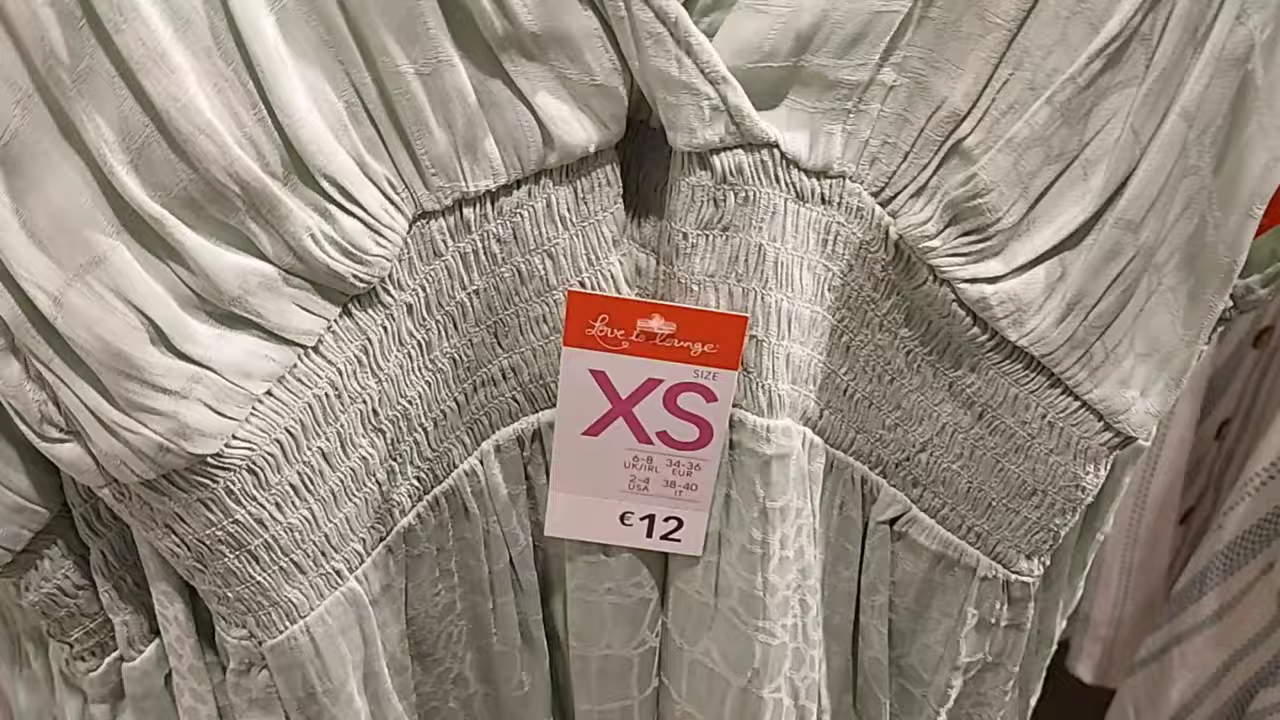 Love to Lounge
SIZE
XS
6-8 34-36
UK/IRL EUR
2-4 38-40
USA IT
€12